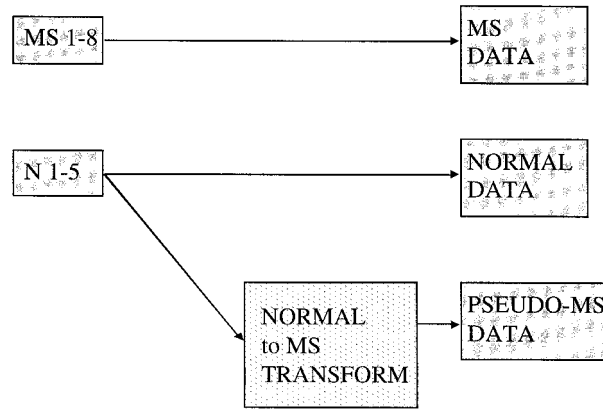 MS 1-8
MS
DATA
N 1-5
NORMAL
DATA
NORMAL
to MS
TRANSFORM
PSEUDO-MS
DATA